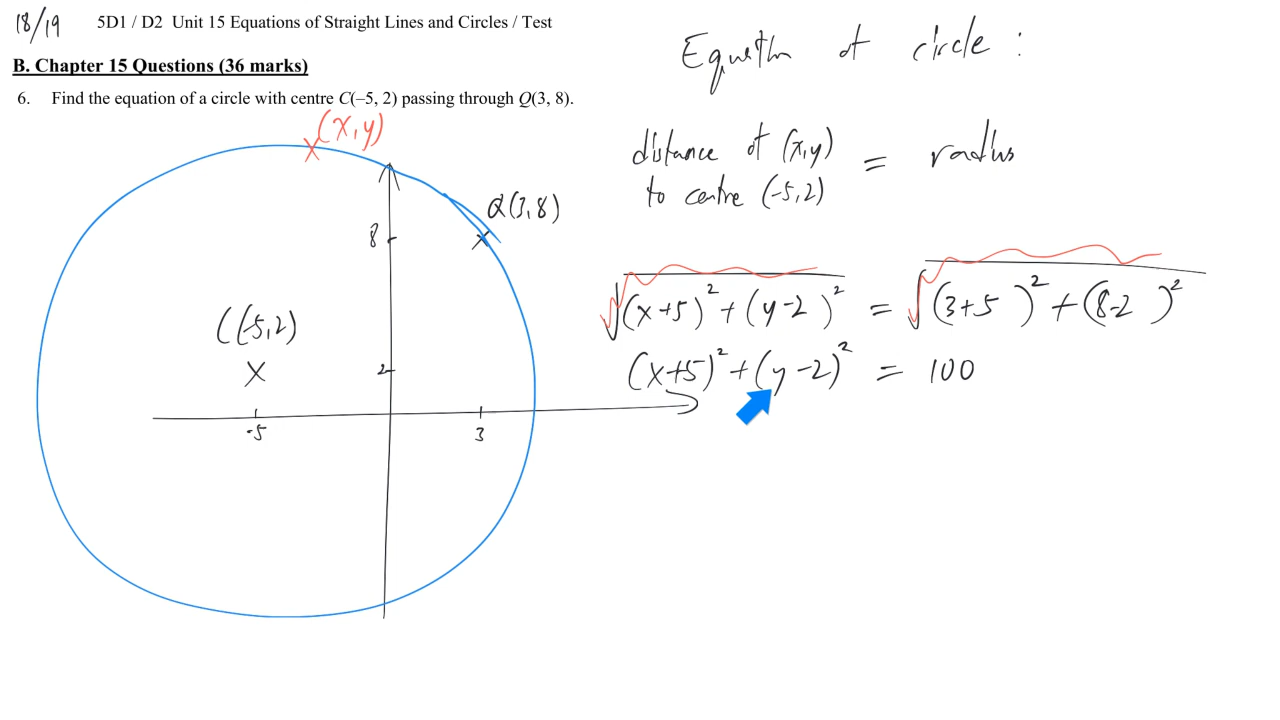 18/19 5D1 / D2 Unit 15 Equations of Straight Lines and Circles / Test
B. Chapter 15 Questions (36 marks)
6. Find the equation of a circle with centre C(–5, 2) passing through Q(3, 8).
Equation of circle :
(x,y)
distance of (x,y) = radius
to centre (-5,2)
Q(3,8)
8
C(-5,2)
2
-5
3
√(x+5)² + (y-2)² = √(3+5)² + (8-2)²
(x+5)² + (y-2)² = 100